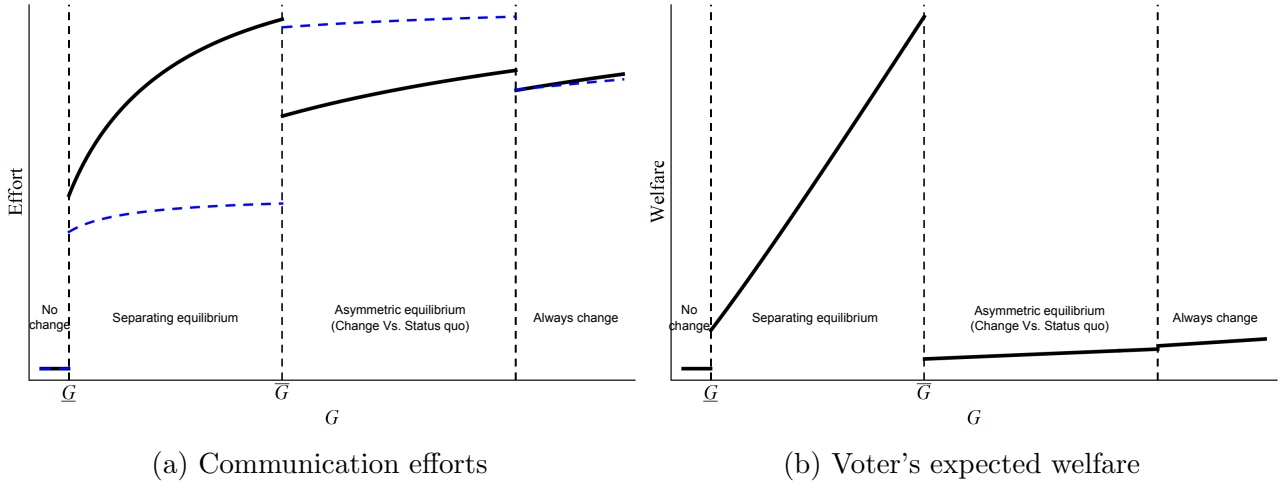 Effort
No
change
Separating equilibrium
Asymmetric equilibrium
(Change Vs. Status quo)
Always change
G
G
G
(a) Communication efforts
Welfare
No
change
Separating equilibrium
Asymmetric equilibrium
(Change Vs. Status quo)
Always change
G
G
G
(b) Voter's expected welfare